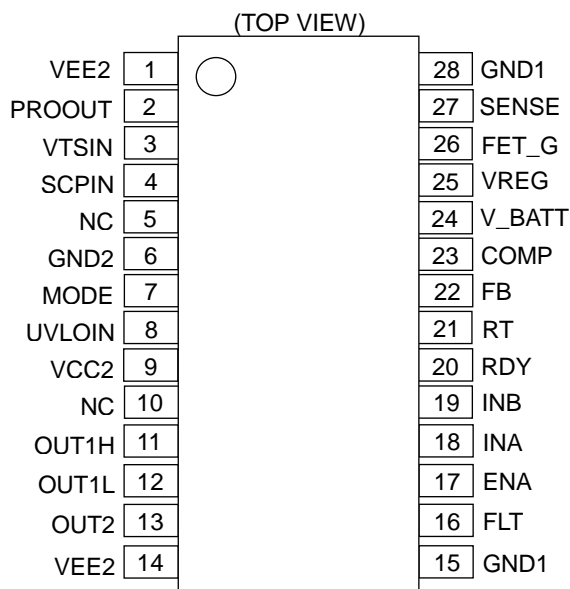 (TOP VIEW)
VEE2 1 28 GND1
PROOUT 2 27 SENSE
VTSIN 3 26 FET_G
SCPIN 4 25 VREG
NC 5 24 V_BATT
GND2 6 23 COMP
MODE 7 22 FB
UVLOIN 8 21 RT
VCC2 9 20 RDY
NC 10 19 INB
OUT1H 11 18 INA
OUT1L 12 17 ENA
OUT2 13 16 FLT
VEE2 14 15 GND1